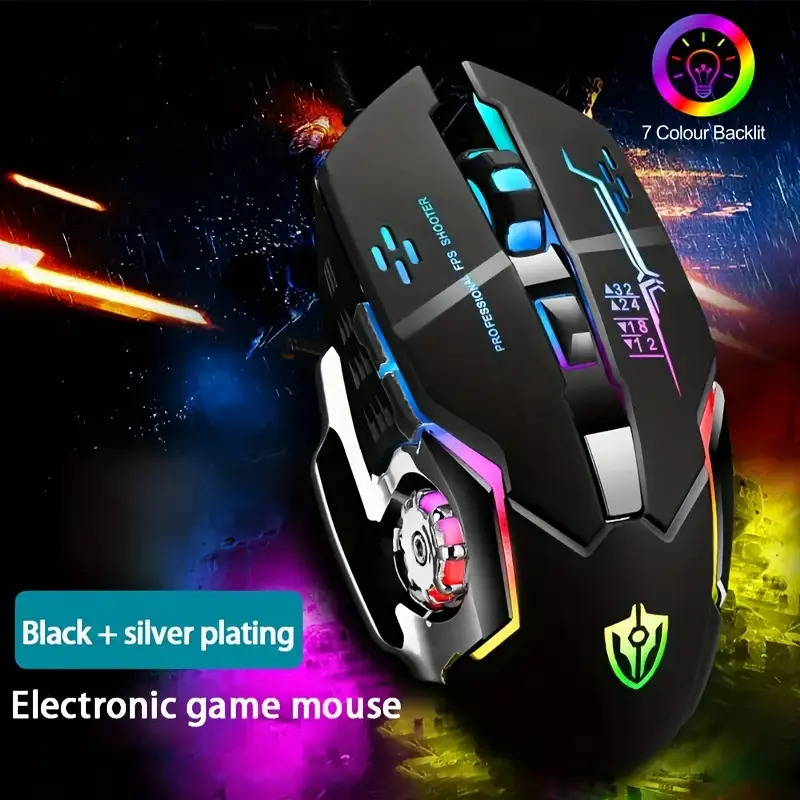 7 Colour Backlit
PROFESSIONAL FPS SHOOTER
▲32
▲24
▼18
▼12
Black + silver plating
Electronic game mouse